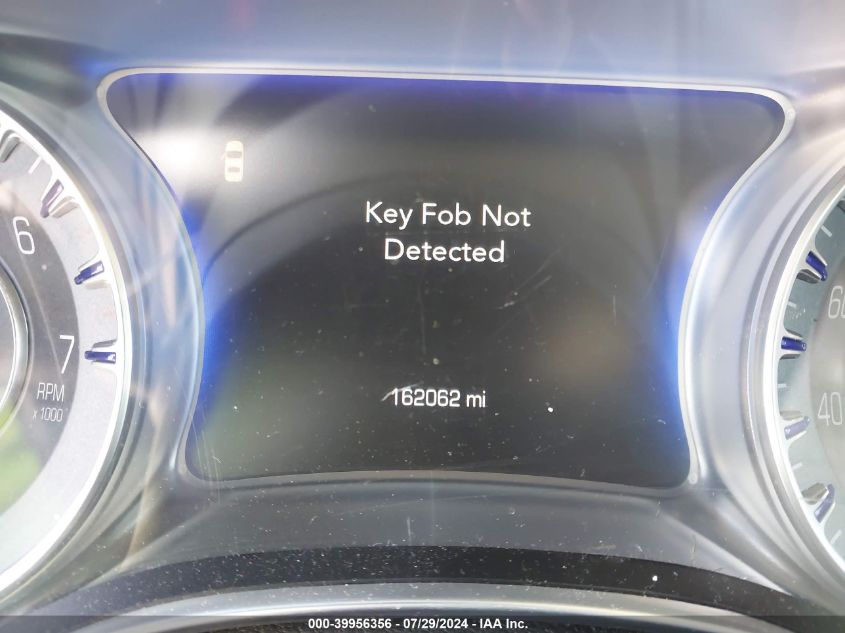 6
7
RPM
x 1000
Key Fob Not
Detected
162062 mi
40
000-39956356 / 07/29/2024 - IAA Inc.